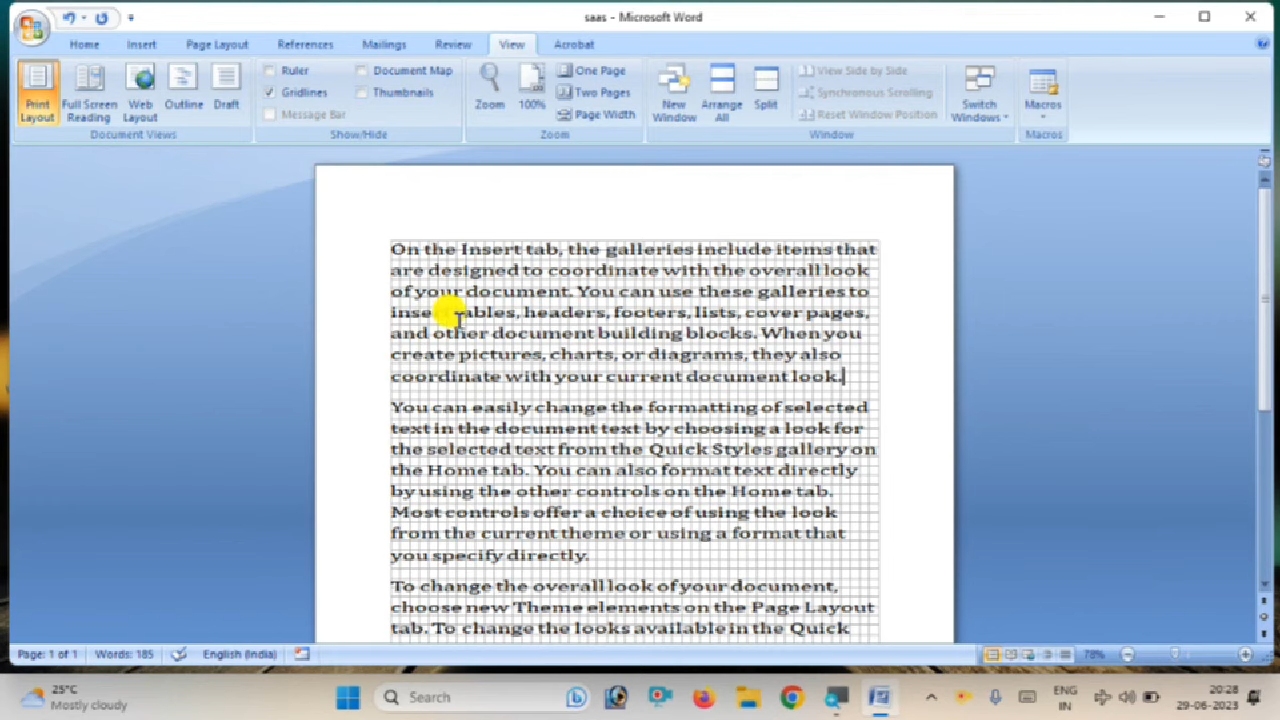 saas - Microsoft Word
Home Insert Page Layout References Mailings Review View Acrobat
Print Layout
Full Screen Reading
Web Layout
Outline
Draft
Document Views
Ruler
Gridlines
Message Bar
Document Map
Thumbnails
Show/Hide
Zoom
100%
One Page
Two Pages
Page Width
Zoom
New Window
Arrange All
Split
View Side by Side
Synchronous Scrolling
Reset Window Position
Window
Switch Windows
Macros
Macros
On the Insert tab, the galleries include items that
are designed to coordinate with the overall look
of your document. You can use these galleries to
inse ables, headers, footers, lists, cover pages,
and other document building blocks. When you
create pictures, charts, or diagrams, they also
coordinate with your current document look.
You can easily change the formatting of selected
text in the document text by choosing a look for
the selected text from the Quick Styles gallery on
the Home tab. You can also format text directly
by using the other controls on the Home tab.
Most controls offer a choice of using the look
from the current theme or using a format that
you specify directly.
To change the overall look of your document,
choose new Theme elements on the Page Layout
tab. To change the looks available in the Quick
Page: 1 of 1 Words: 185 English (India) 78%
25°C
Mostly cloudy
Search
ENG
IN
20:28
29-06-2023